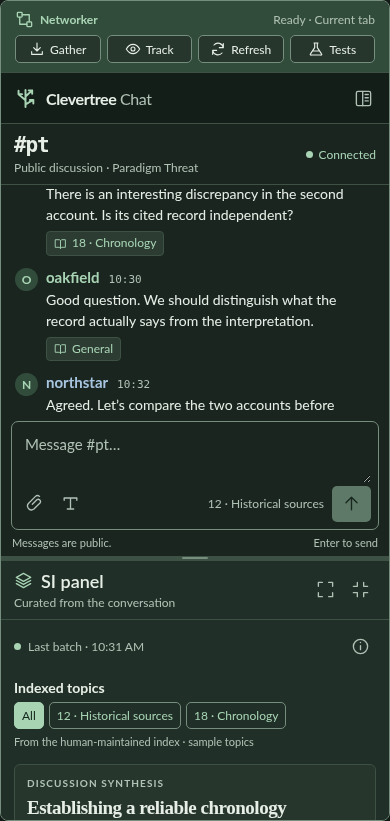 Networker
Ready · Current tab
Gather
Track
Refresh
Tests
Clevertree Chat
#pt
Public discussion · Paradigm Threat
Connected
There is an interesting discrepancy in the second
account. Is its cited record independent?
18 · Chronology
O
oakfield 10:30
Good question. We should distinguish what the
record actually says from the interpretation.
General
N
northstar 10:32
Agreed. Let's compare the two accounts before
Message #pt...
12 · Historical sources
Messages are public.
Enter to send
SI panel
Curated from the conversation
Last batch · 10:31 AM
Indexed topics
All
12 · Historical sources
18 · Chronology
From the human-maintained index · sample topics
DISCUSSION SYNTHESIS
Establishing a reliable chronology